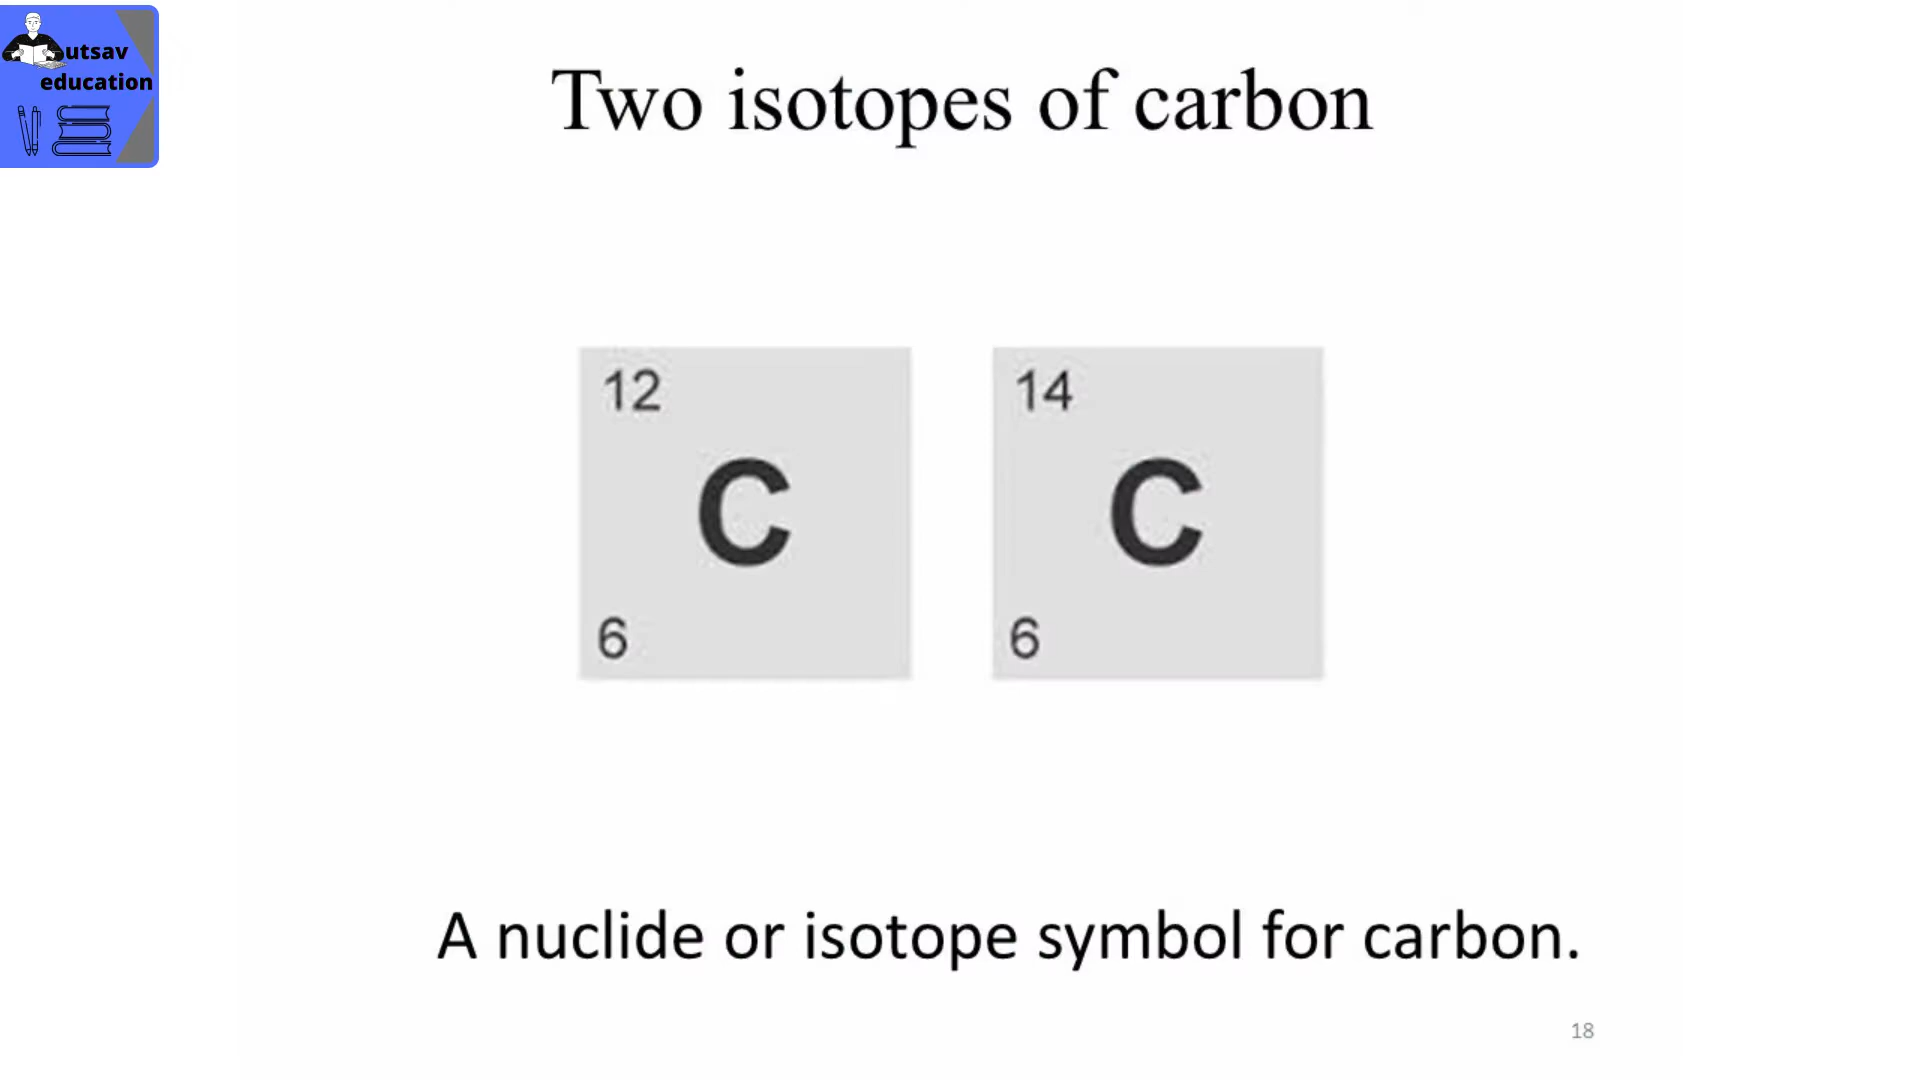 utsav
education
Two isotopes of carbon
12
C
6
14
C
6
A nuclide or isotope symbol for carbon.
18